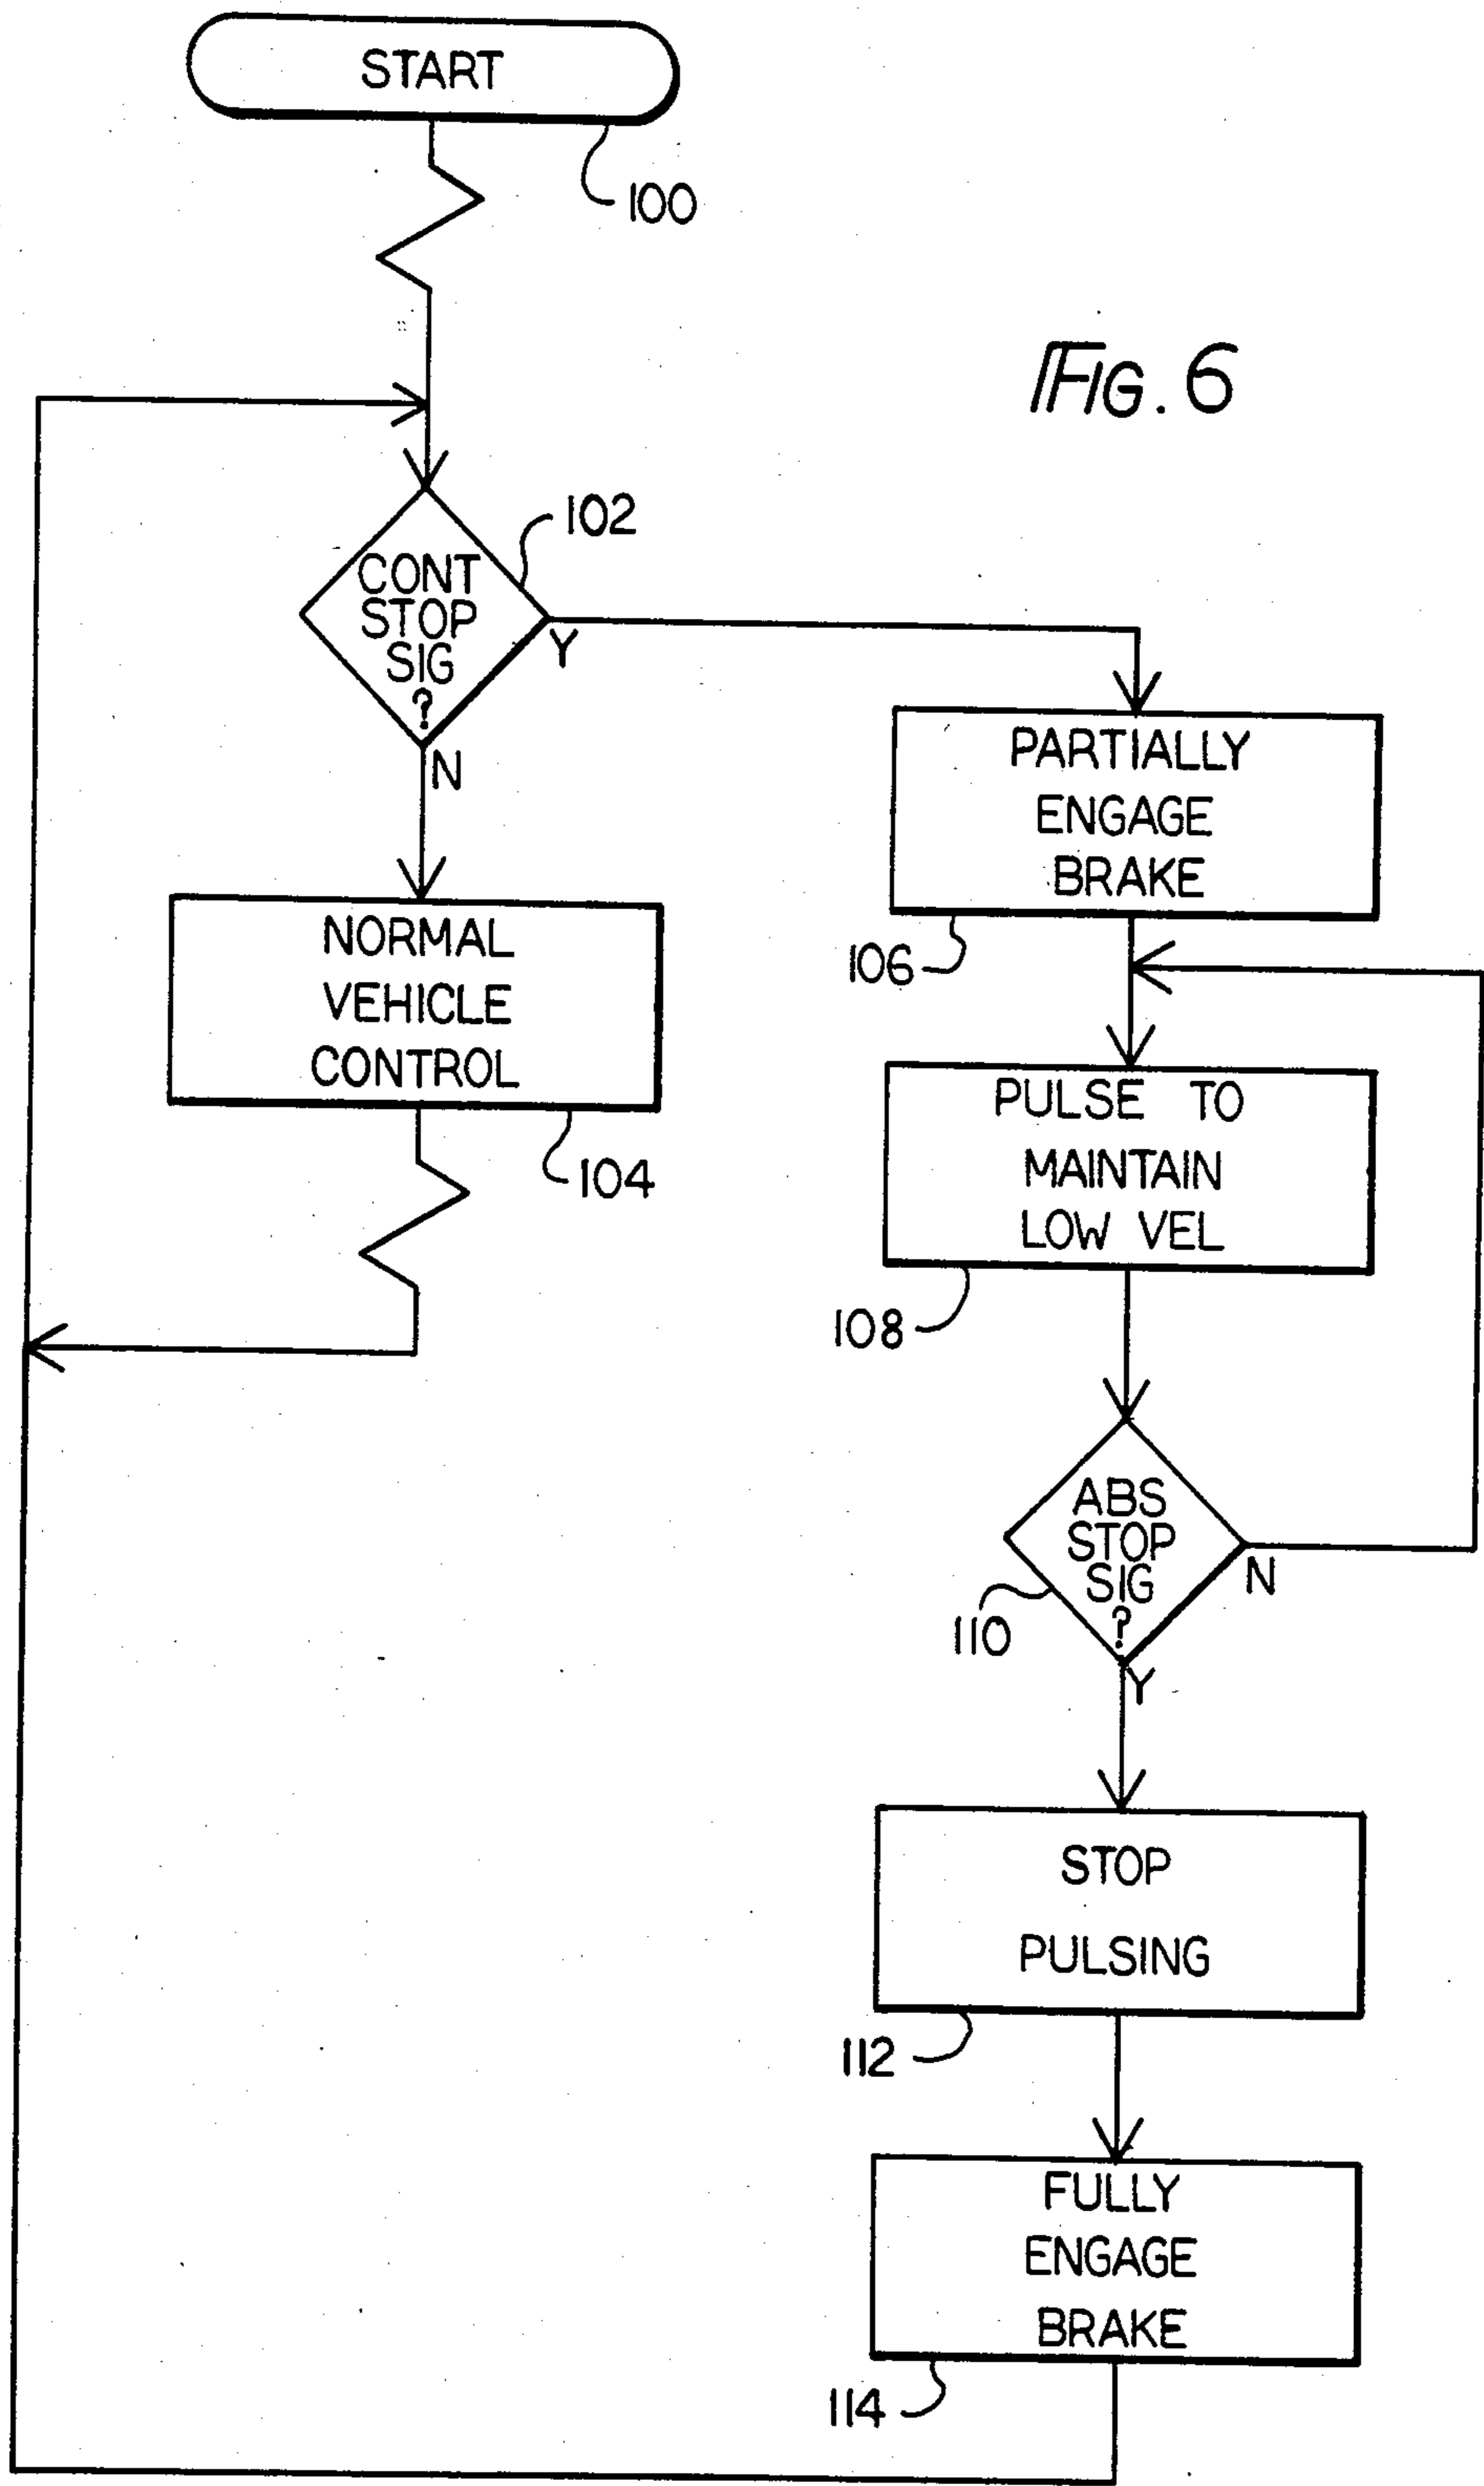 START
100
FIG. 6
102
CONT
STOP
SIG
?
Y
N
PARTIALLY
ENGAGE
BRAKE
106
NORMAL
VEHICLE
CONTROL
104
PULSE TO
MAINTAIN
LOW VEL
108
ABS
STOP
SIG
?
N
110
Y
STOP
PULSING
112
FULLY
ENGAGE
BRAKE
114